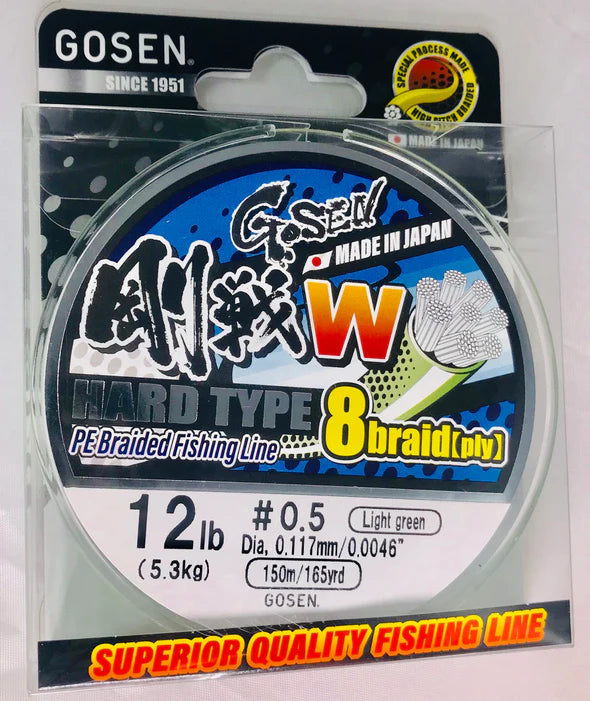 GOSEN®
SINCE 1951
SPECIAL PROCESS MADE
HIGH PITCH BRAIDED
MADE IN JAPAN
GOSEN
MADE IN JAPAN
剛戦W
HARD TYPE
8braid[ply]
PE Braided Fishing Line
12lb
(5.3kg)
#0.5
Light green
Dia, 0.117mm/0.0046"
150m/165yrd
GOSEN®
SUPERIOR QUALITY FISHING LINE